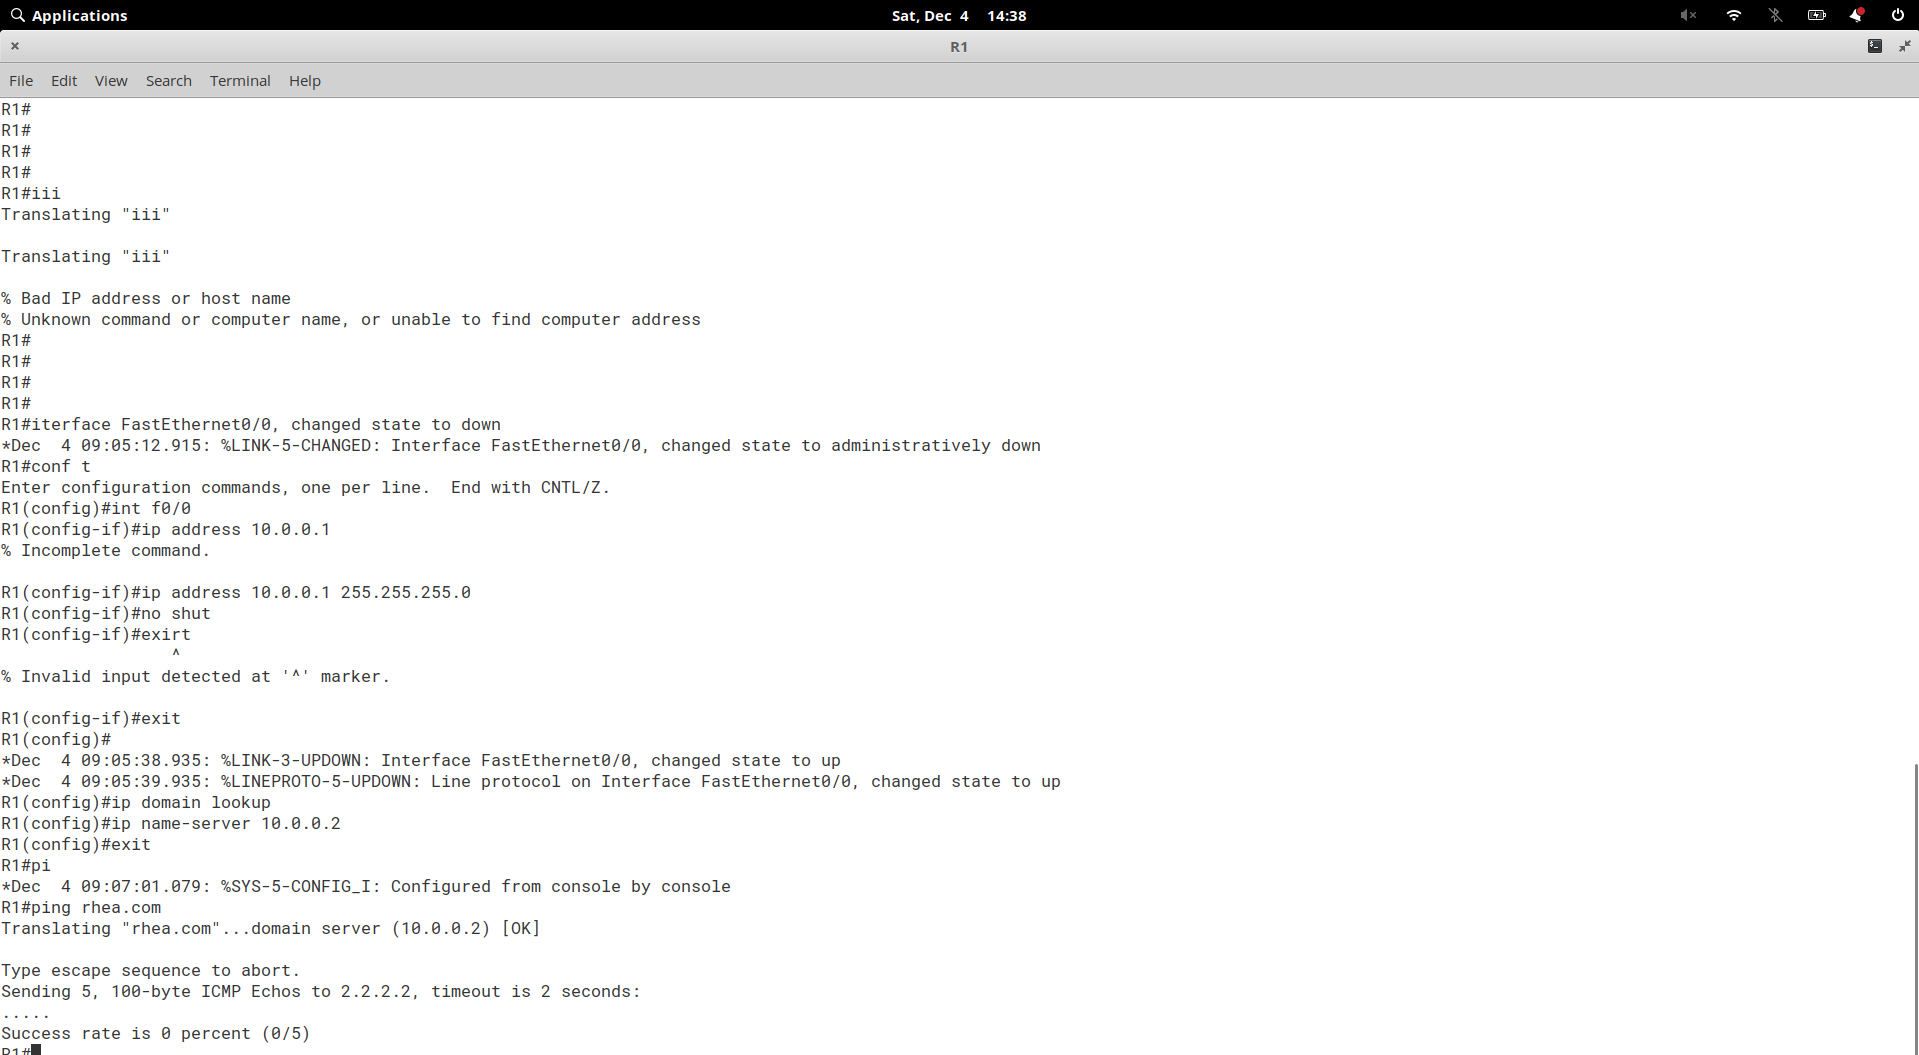 Applications
Sat, Dec 4 14:38
R1
File Edit View Search Terminal Help
R1#
R1#
R1#
R1#
R1#iii
Translating "iii"
Translating "iii"
% Bad IP address or host name
% Unknown command or computer name, or unable to find computer address
R1#
R1#
R1#
R1#
R1#iterface FastEthernet0/0, changed state to down
*Dec  4 09:05:12.915: %LINK-5-CHANGED: Interface FastEthernet0/0, changed state to administratively down
R1#conf t
Enter configuration commands, one per line.  End with CNTL/Z.
R1(config)#int f0/0
R1(config-if)#ip address 10.0.0.1
% Incomplete command.
R1(config-if)#ip address 10.0.0.1 255.255.255.0
R1(config-if)#no shut
R1(config-if)#exirt
^
% Invalid input detected at '^' marker.
R1(config-if)#exit
R1(config)#
*Dec  4 09:05:38.935: %LINK-3-UPDOWN: Interface FastEthernet0/0, changed state to up
*Dec  4 09:05:39.935: %LINEPROTO-5-UPDOWN: Line protocol on Interface FastEthernet0/0, changed state to up
R1(config)#ip domain lookup
R1(config)#ip name-server 10.0.0.2
R1(config)#exit
R1#pi
*Dec  4 09:07:01.079: %SYS-5-CONFIG_I: Configured from console by console
R1#ping rhea.com
Translating "rhea.com"...domain server (10.0.0.2) [OK]
Type escape sequence to abort.
Sending 5, 100-byte ICMP Echos to 2.2.2.2, timeout is 2 seconds:
.....
Success rate is 0 percent (0/5)
R1#